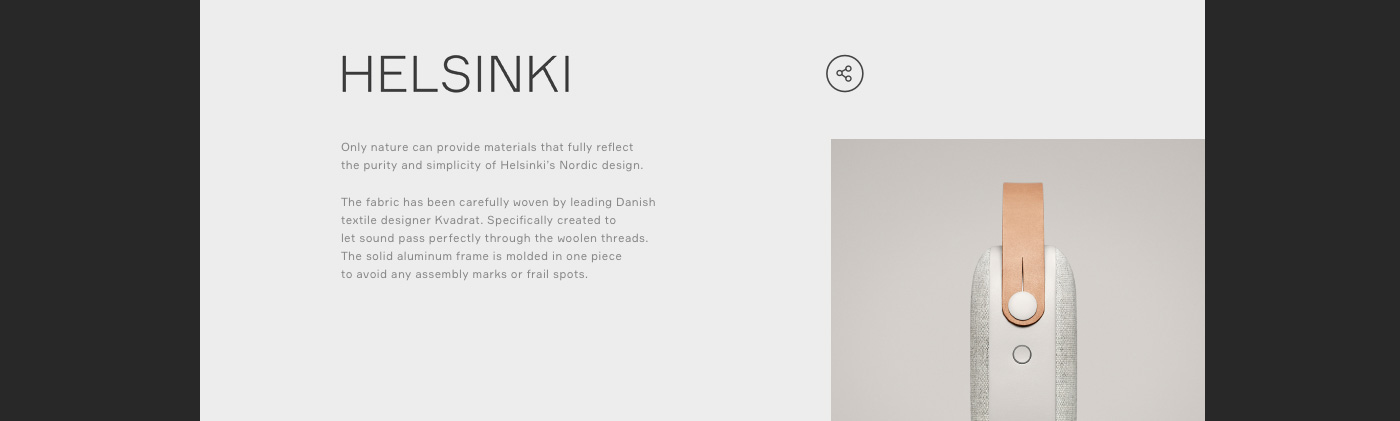 HELSINKI
Only nature can provide materials that fully reflect
the purity and simplicity of Helsinki's Nordic design.
The fabric has been carefully woven by leading Danish
textile designer Kvadrat. Specifically created to
let sound pass perfectly through the woolen threads.
The solid aluminum frame is molded in one piece
to avoid any assembly marks or frail spots.